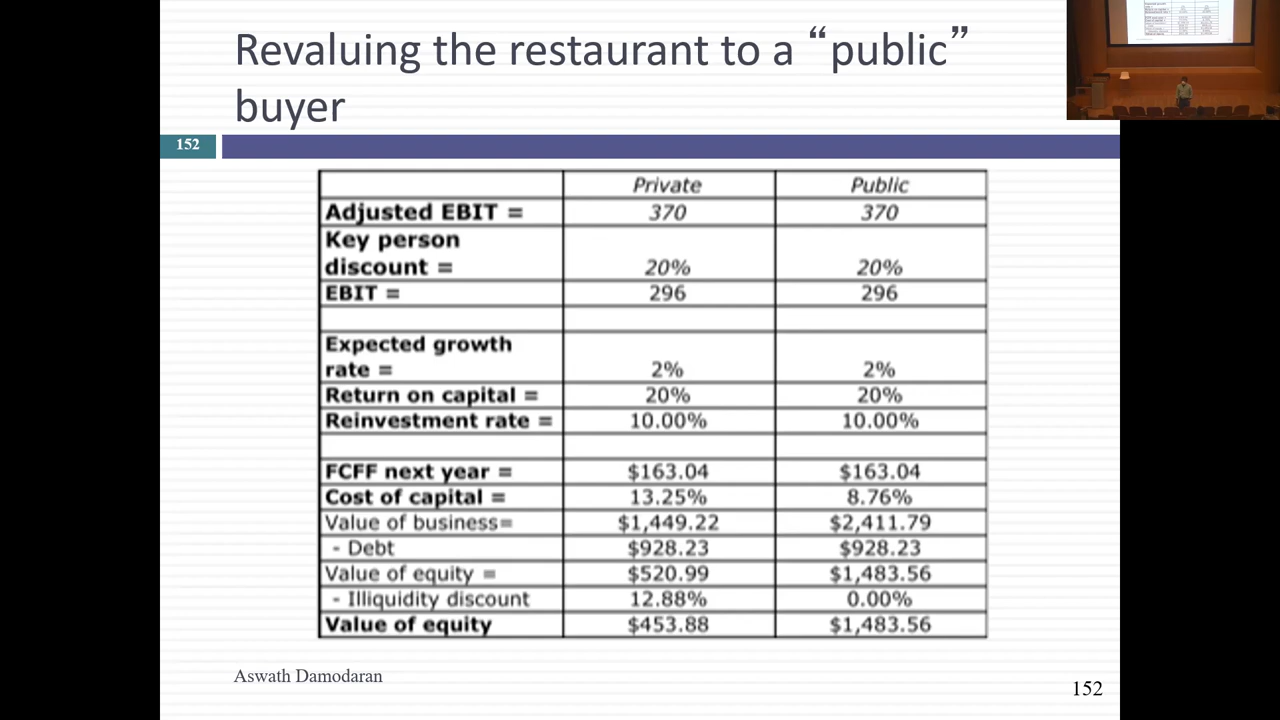 Revaluing the restaurant to a “public”
buyer
152
Private Public
Adjusted EBIT = 370 370
Key person
discount = 20% 20%
EBIT = 296 296
Expected growth
rate = 2% 2%
Return on capital = 20% 20%
Reinvestment rate = 10.00% 10.00%
FCFF next year = $163.04 $163.04
Cost of capital = 13.25% 8.76%
Value of business= $1,449.22 $2,411.79
- Debt $928.23 $928.23
Value of equity = $520.99 $1,483.56
- Illiquidity discount 12.88% 0.00%
Value of equity $453.88 $1,483.56
Aswath Damodaran
152